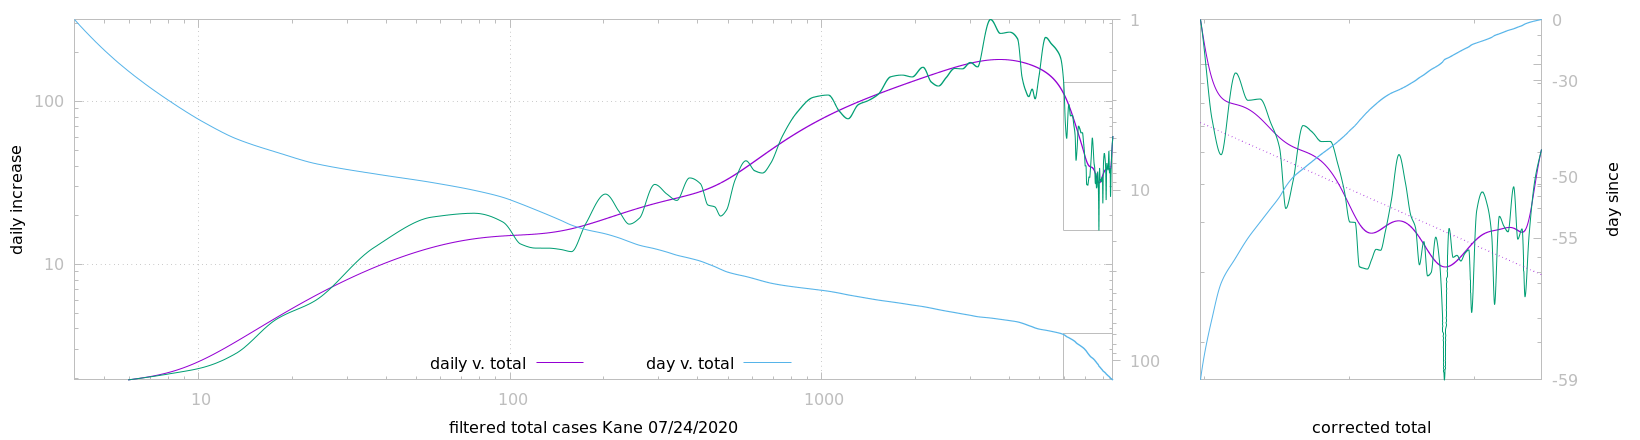 1
0
-30
100
daily increase
10
-50
day since
-55
10
daily v. total
day v. total
100
-59
10
100
1000
filtered total cases Kane 07/24/2020
corrected total